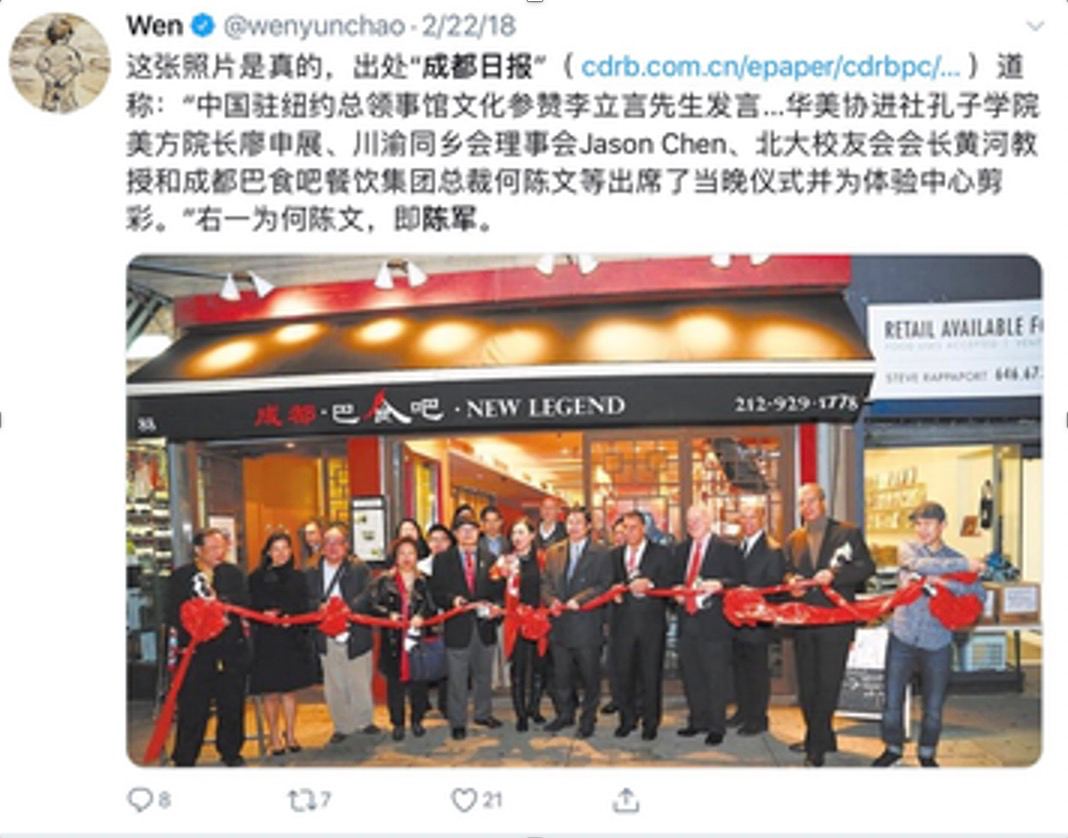 Wen @wenyunchao · 2/22/18
这张照片是真的，出处“成都日报”（ cdrb.com.cn/epaper/cdrbpc/... ）道
称：“中国驻纽约总领事馆文化参赞李立言先生发言...华美协进社孔子学院
美方院长廖申展、川渝同乡会理事会Jason Chen、北大校友会会长黄河教
授和成都巴食吧餐饮集团总裁何陈文等出席了当晚仪式并为体验中心剪
彩。”右一为何陈文，即陈军。
RETAIL AVAILABLE
STEVE RAPPAPORT 646.67
88 成都·巴食吧·NEW LEGEND 212-929-1778
8 7 21